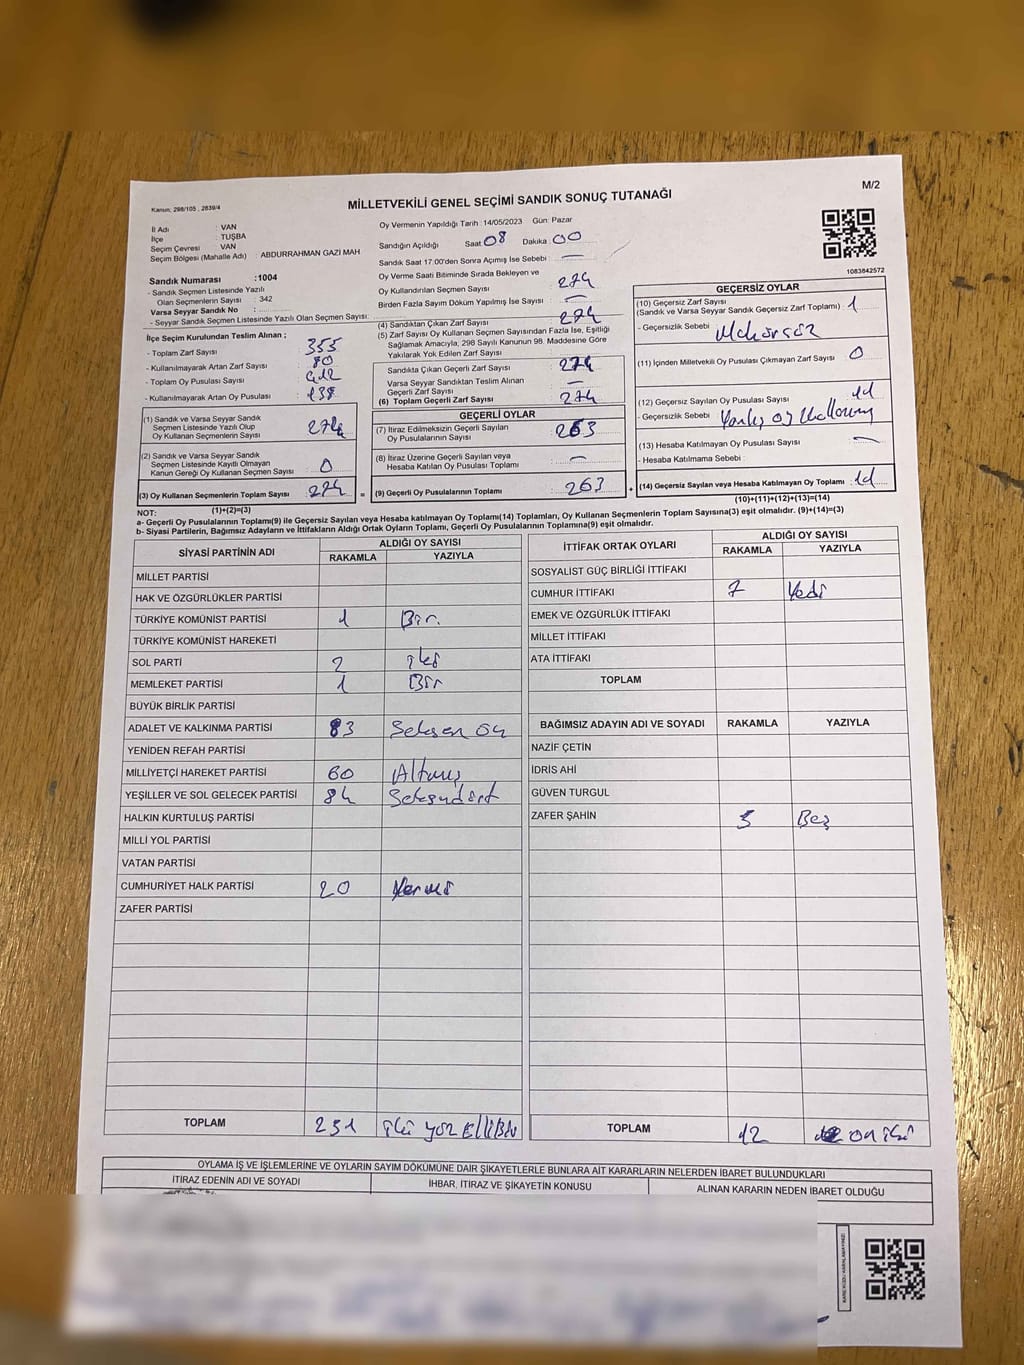 M/2
Kanun; 298/105 , 2839/4
MİLLETVEKİLİ GENEL SEÇİMİ SANDIK SONUÇ TUTANAĞI
İl Adı : VAN
İlçe : TUŞBA
Seçim Çevresi : VAN
Seçim Bölgesi (Mahalle Adı) : ABDURRAHMAN GAZI MAH
Sandık Numarası :1004
- Sandık Seçmen Listesinde Yazılı
Olan Seçmenlerin Sayısı : 342
Varsa Seyyar Sandık No :
- Seyyar Sandık Seçmen Listesinde Yazılı Olan Seçmen Sayısı:
Oy Vermenin Yapıldığı Tarih :14/05/2023 Gün: Pazar
Sandığın Açıldığı Saat 08 Dakika 00
Sandık Saat 17:00'den Sonra Açımış İse Sebebi : —
Oy Verme Saati Bitiminde Sırada Bekleyen ve
Oy Kullandırılan Seçmen Sayısı : 274
Birden Fazla Sayım Döküm Yapılmış İse Sayısı : —
1083842572
İlçe Seçim Kurulundan Teslim Alınan ;
- Toplam Zarf Sayısı : 355
- Kullanılmayarak Artan Zarf Sayısı : 80
- Toplam Oy Pusulası Sayısı : 412
- Kullanılmayarak Artan Oy Pusulası : 138
(1) Sandık ve Varsa Seyyar Sandık
Seçmen Listesinde Yazılı Olup
Oy Kullanan Seçmenlerin Sayısı : 274
(2) Sandık ve Varsa Seyyar Sandık
Seçmen Listesinde Kayıtlı Olmayan
Kanun Gereği Oy Kullanan Seçmen Sayısı : 0
(3) Oy Kullanan Seçmenlerin Toplam Sayısı : 274
(1)+(2)=(3)
(4) Sandıktan Çıkan Zarf Sayısı : 274
(5) Zarf Sayısı Oy Kullanan Seçmen Sayısından Fazla İse, Eşitliği
Sağlamak Amacıyla, 298 Sayılı Kanunun 98. Maddesine Göre
Yakılarak Yok Edilen Zarf Sayısı :
Sandıkta Çıkan Geçerli Zarf Sayısı : 274
Varsa Seyyar Sandıktan Teslim Alınan
Geçerli Zarf Sayısı : —
(6) Toplam Geçerli Zarf Sayısı : 274
GEÇERLİ OYLAR
(7) İtiraz Edilmeksizin Geçerli Sayılan
Oy Pusulalarının Sayısı : 263
(8) İtiraz Üzerine Geçerli Sayılan veya
Hesaba Katılan Oy Pusulası Toplamı : —
= (9) Geçerli Oy Pusulalarının Toplamı : 263
GEÇERSİZ OYLAR
(10) Geçersiz Zarf Sayısı
(Sandık ve Varsa Seyyar Sandık Geçersiz Zarf Toplamı) : 1
- Geçersizlik Sebebi : Mühürsüz
(11) İçinden Milletvekili Oy Pusulası Çıkmayan Zarf Sayısı : 0
(12) Geçersiz Sayılan Oy Pusulası Sayısı : 11
- Geçersizlik Sebebi : Yanlış oy kullanımı
(13) Hesaba Katılmayan Oy Pusulası Sayısı : —
- Hesaba Katılmama Sebebi :
+ (14) Geçersiz Sayılan veya Hesaba Katılmayan Oy Toplamı : 11
(10)+(11)+(12)+(13)=(14)
NOT:
a- Geçerli Oy Pusulaları Toplamı(9) ile Geçersiz Sayılan veya Hesaba katılmayan Oy Toplamı(14) Toplamları, Oy Kullanan Seçmenlerin Toplam Sayısına(3) eşit olmalıdır. (9)+(14)=(3)
b- Siyasi Partilerin, Bağımsız Adayların ve İttifakların Aldığı Ortak Oyların Toplamı, Geçerli Oy Pusulalarının Toplamına(9) eşit olmalıdır.
SİYASİ PARTİNİN ADI ALDIĞI OY SAYISI
RAKAMLA YAZIYLA
MİLLET PARTİSİ
HAK VE ÖZGÜRLÜKLER PARTİSİ
TÜRKİYE KOMÜNİST PARTİSİ 1 Bir.
TÜRKİYE KOMÜNİST HAREKETİ
SOL PARTİ 2 iki
MEMLEKET PARTİSİ 1 Bir
BÜYÜK BİRLİK PARTİSİ
ADALET VE KALKINMA PARTİSİ 83 Seksen
YENİDEN REFAH PARTİSİ
MİLLİYETÇİ HAREKET PARTİSİ 60 Altmış
YEŞİLLER VE SOL GELECEK PARTİSİ 84 Seksendört
HALKIN KURTULUŞ PARTİSİ
MİLLİ YOL PARTİSİ
VATAN PARTİSİ
CUMHURİYET HALK PARTİSİ 20 Yirmi
ZAFER PARTİSİ
TOPLAM 251 iki yüz Ellibir
İTTİFAK ORTAK OYLARI ALDIĞI OY SAYISI
RAKAMLA YAZIYLA
SOSYALİST GÜÇ BİRLİĞİ İTTİFAKI
CUMHUR İTTİFAKI 7 Yedi
EMEK VE ÖZGÜRLÜK İTTİFAKI
MİLLET İTTİFAKI
ATA İTTİFAKI
TOPLAM
BAĞIMSIZ ADAYIN ADI VE SOYADI RAKAMLA YAZIYLA
NAZİF ÇETİN
İDRİS AHİ
GÜVEN TURGUL
ZAFER ŞAHİN 5 Beş
TOPLAM 12 on iki
OYLAMA İŞ VE İŞLEMLERİNE VE OYLARIN SAYIM DÖKÜMÜNE DAİR ŞİKAYETLERLE BUNLARA AİT KARARLARIN NELERDEN İBARET BULUNDUKLARI
İTİRAZ EDENİN ADI VE SOYADI İHBAR, İTİRAZ VE ŞİKAYETİN KONUSU ALINAN KARARIN NEDEN İBARET OLDUĞU